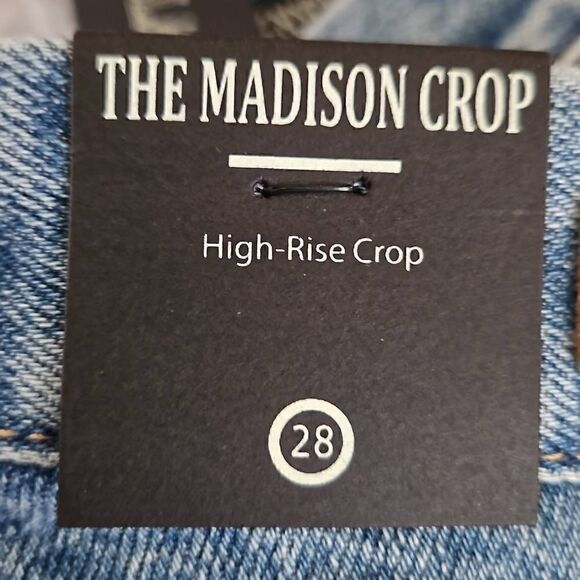 THE MADISON CROP
High-Rise Crop
28